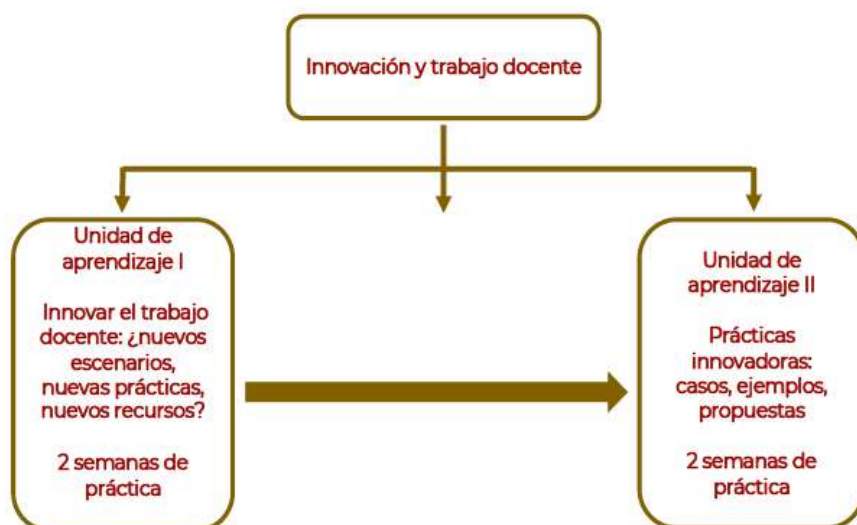 Innovación y trabajo docente
Unidad de
aprendizaje I
Innovar el trabajo
docente: ¿nuevos
escenarios,
nuevas prácticas,
nuevos recursos?
2 semanas de
práctica
Unidad de
aprendizaje II
Prácticas
innovadoras:
casos, ejemplos,
propuestas
2 semanas de
práctica